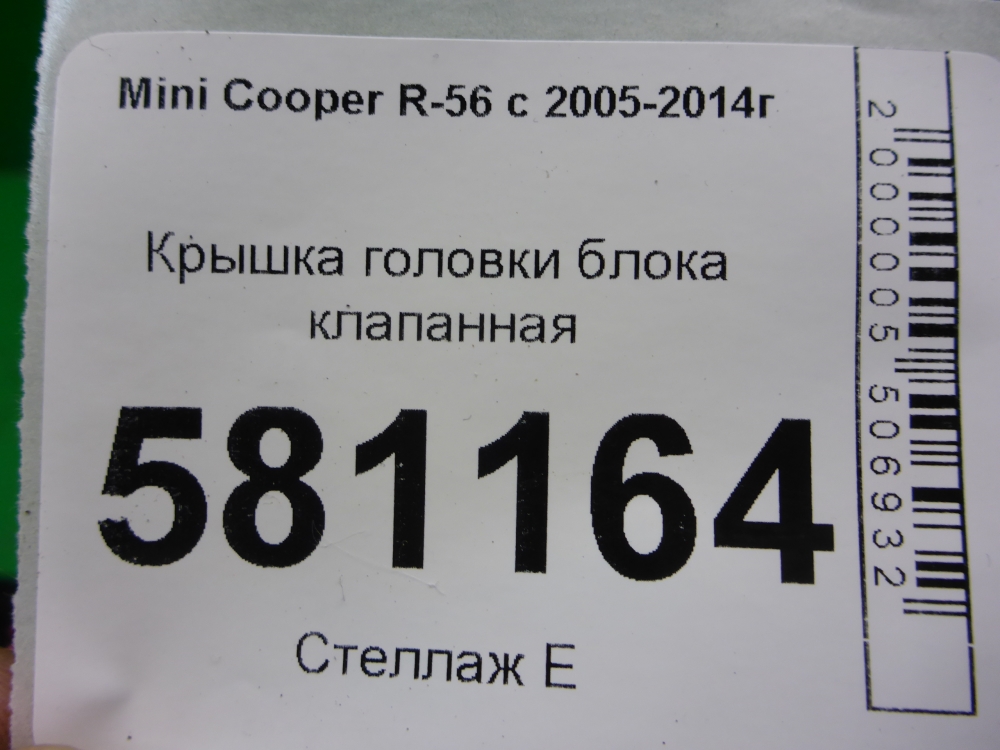 Mini Cooper R-56 с 2005-2014г
Крышка головки блока
клапанная
581164
Стеллаж Е
2000005506932